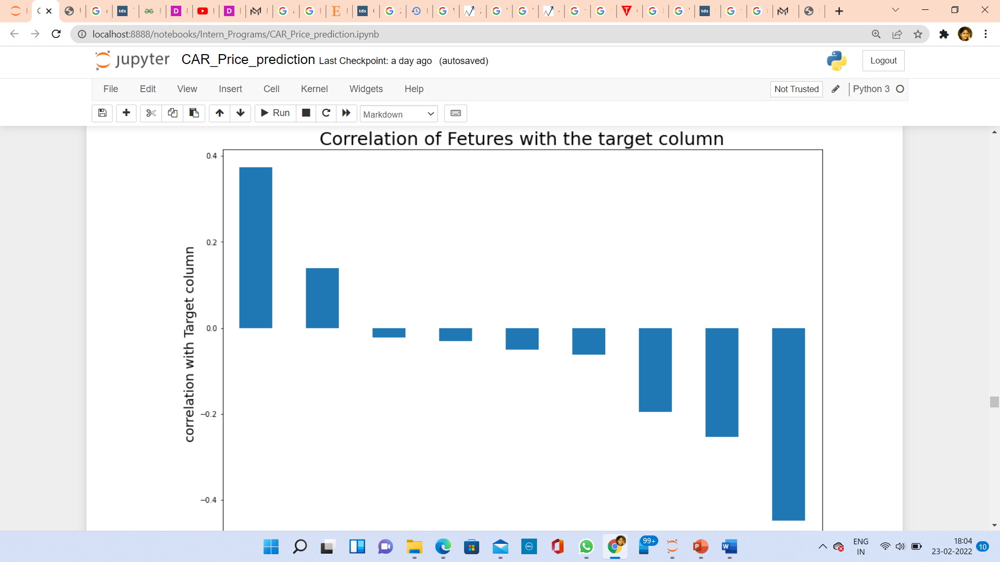 localhost:8888/notebooks/Intern_Programs/CAR_Price_prediction.ipynb
jupyter CAR_Price_prediction Last Checkpoint: a day ago (autosaved)
Logout
File Edit View Insert Cell Kernel Widgets Help
Not Trusted Python 3
Run Markdown
Correlation of Fetures with the target column
0.4
0.2
0.0
−0.2
−0.4
correlation with Target column
99+
ENG
IN
18:04
23-02-2022
10